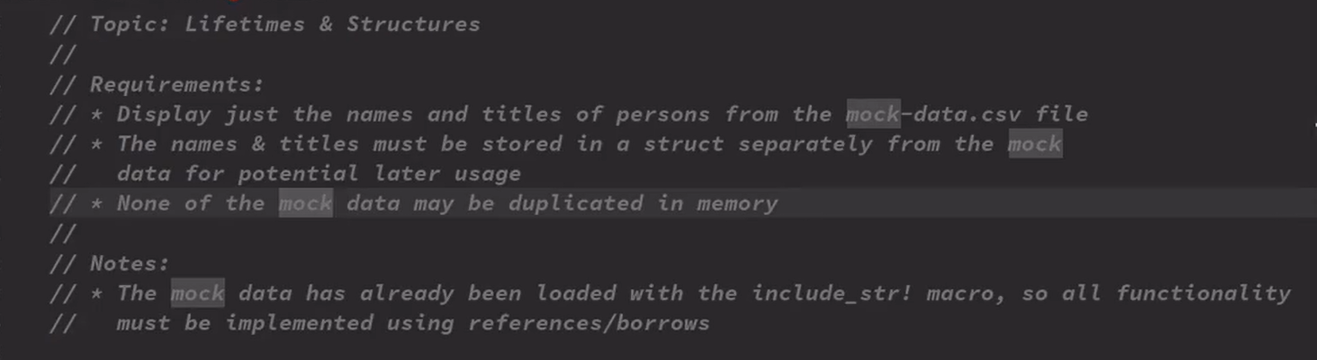 // Topic: Lifetimes & Structures
//
// Requirements:
// * Display just the names and titles of persons from the mock-data.csv file
// * The names & titles must be stored in a struct separately from the mock
//   data for potential later usage
// * None of the mock data may be duplicated in memory
//
// Notes:
// * The mock data has already been loaded with the include_str! macro, so all functionality
//   must be implemented using references/borrows